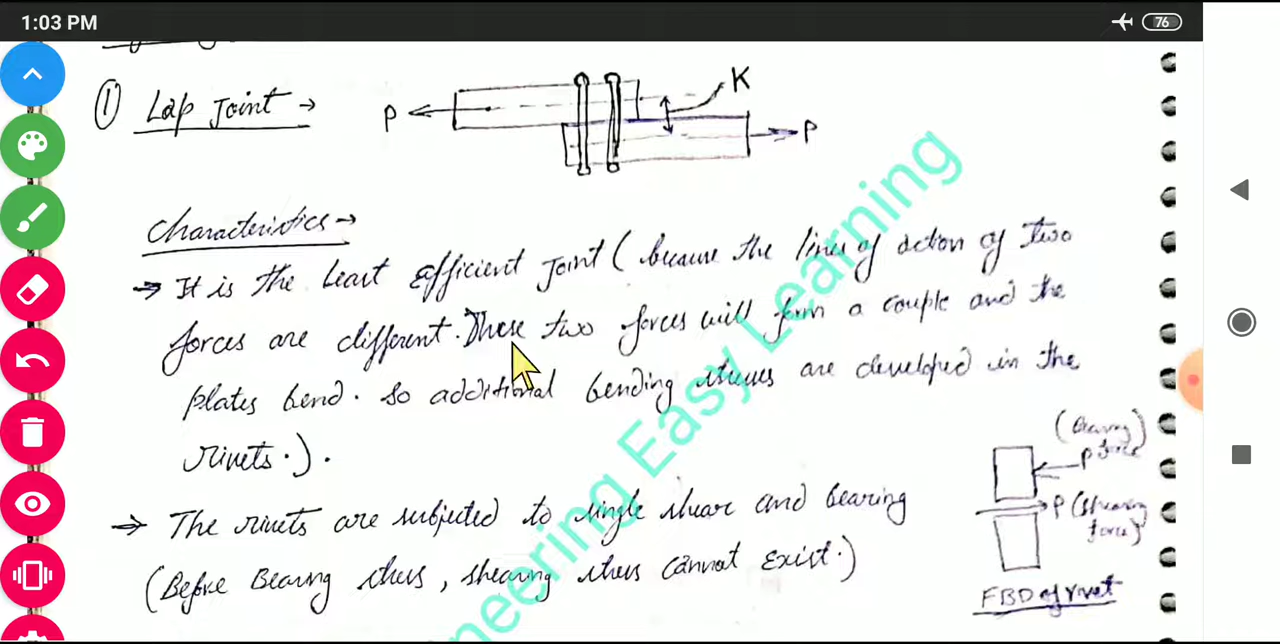 1:03 PM
76
① Lap Joint →
P
K
P
Characteristics →
→ It is the Least efficient Joint ( because the lines of action of two
forces are different. These two forces will form a couple and the
plates bend. So additional bending stresses are developed in the
rivets.).
(Bearing)
P force
→ The rivets are subjected to single shear and bearing
P (Shearing
force)
(Before Bearing stress, shearing stress cannot exist.)
FBD of rivet
neering Easy Learning